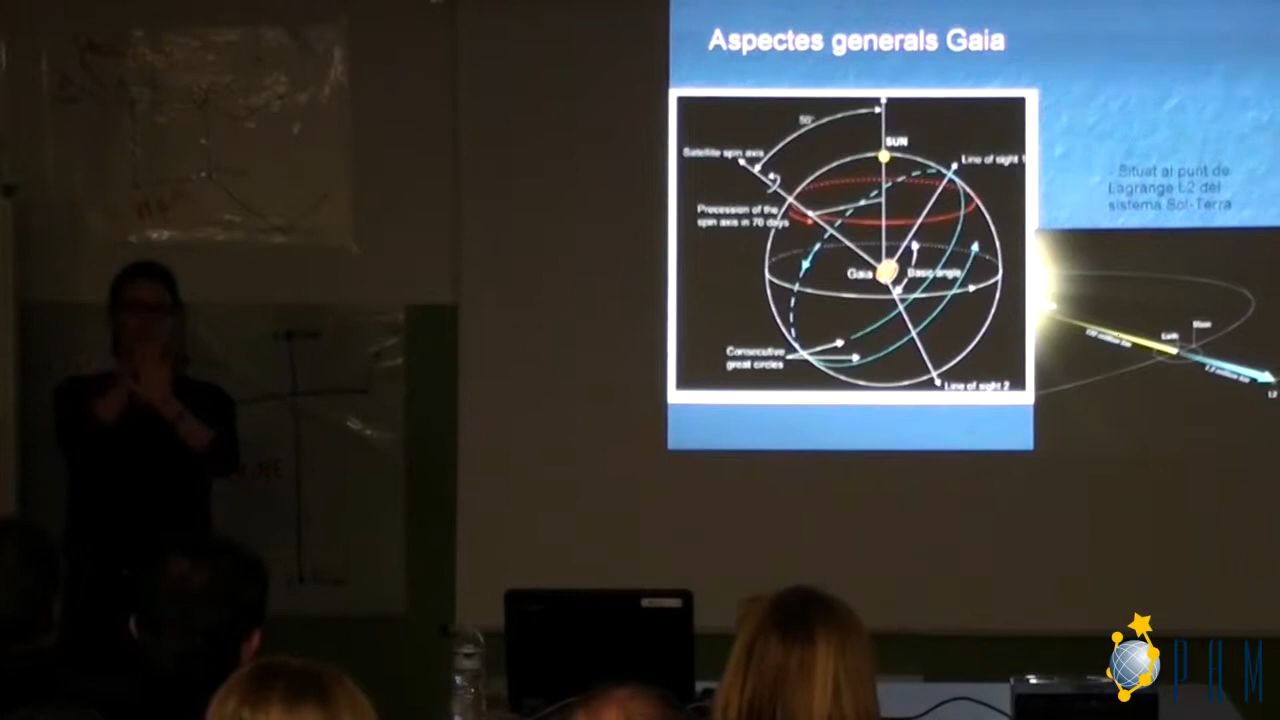 Aspectes generals Gaia
50°
SUN
Satellite spin axis
Line of sight 1
Precession of the
spin axis in 70 days
Gaia
Basic angle
Consecutive
great circles
Line of sight 2
- Situat al punt de
Lagrange L2 del
sistema Sol-Terra
Earth
Moon
L2
PAM